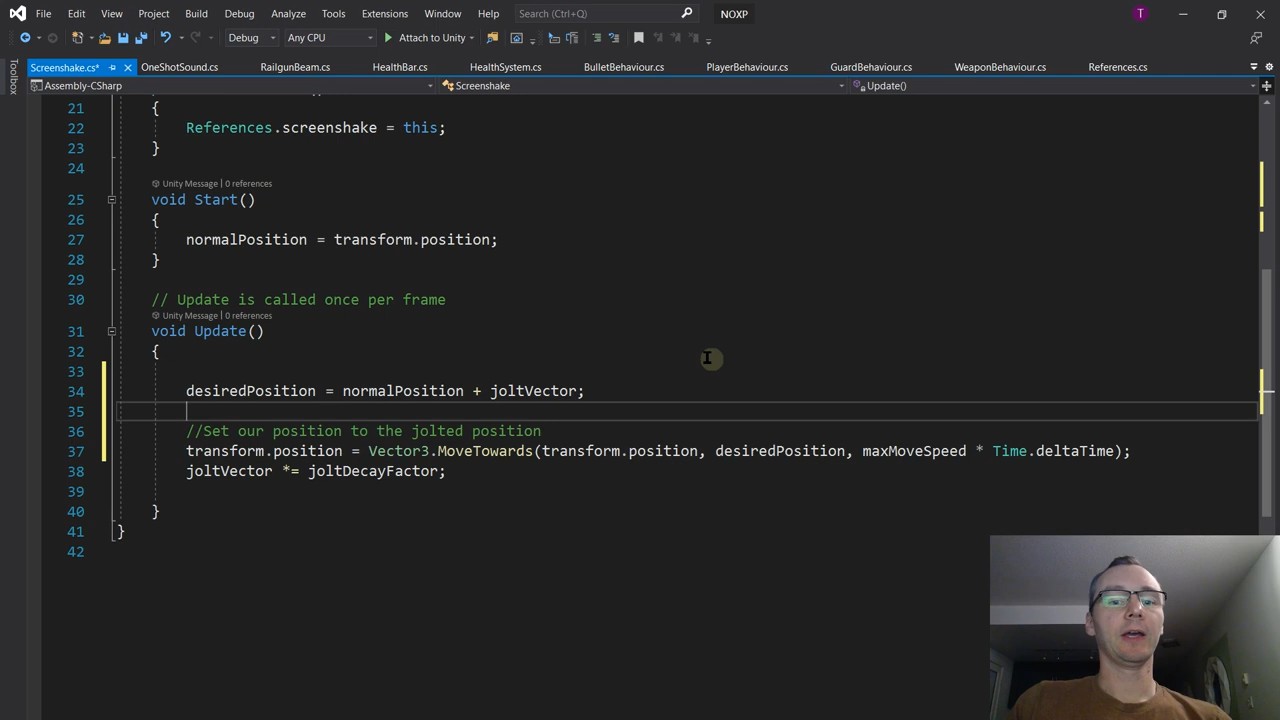 File Edit View Project Build Debug Analyze Tools Extensions Window Help Search (Ctrl+Q) NOXP T
Debug Any CPU Attach to Unity
Screenshake.cs* OneShotSound.cs RailgunBeam.cs HealthBar.cs HealthSystem.cs BulletBehaviour.cs PlayerBehaviour.cs GuardBehaviour.cs WeaponBehaviour.cs References.cs
Assembly-CSharp Screenshake Update()
Toolbox
21 {
22 References.screenshake = this;
23 }
24
Unity Message | 0 references
25 void Start()
26 {
27 normalPosition = transform.position;
28 }
29
30 // Update is called once per frame
Unity Message | 0 references
31 void Update()
32 {
33
34 desiredPosition = normalPosition + joltVector;
35
36 //Set our position to the jolted position
37 transform.position = Vector3.MoveTowards(transform.position, desiredPosition, maxMoveSpeed * Time.deltaTime);
38 joltVector *= joltDecayFactor;
39
40 }
41 }
42